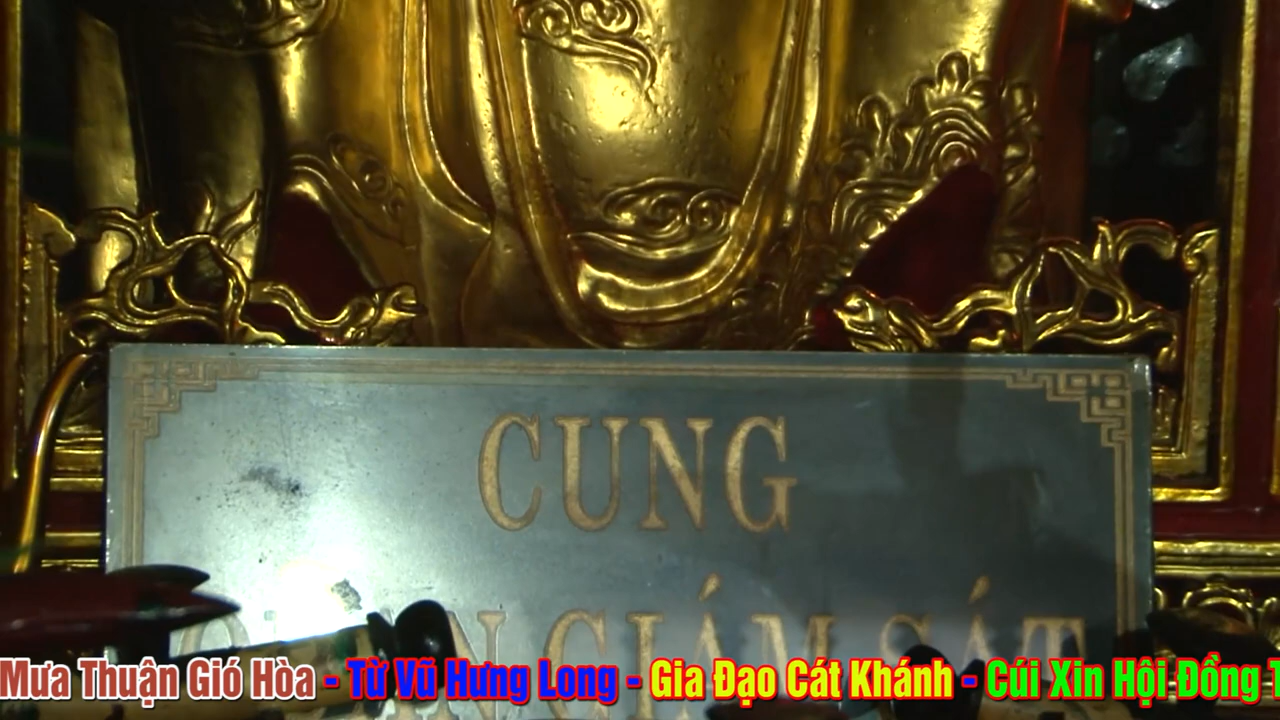 CUNG
QUAN GIÁM SÁT
Mưa Thuận Gió Hòa - Từ Vũ Hưng Long - Gia Đạo Cát Khánh - Cúi Xin Hội Đồng T